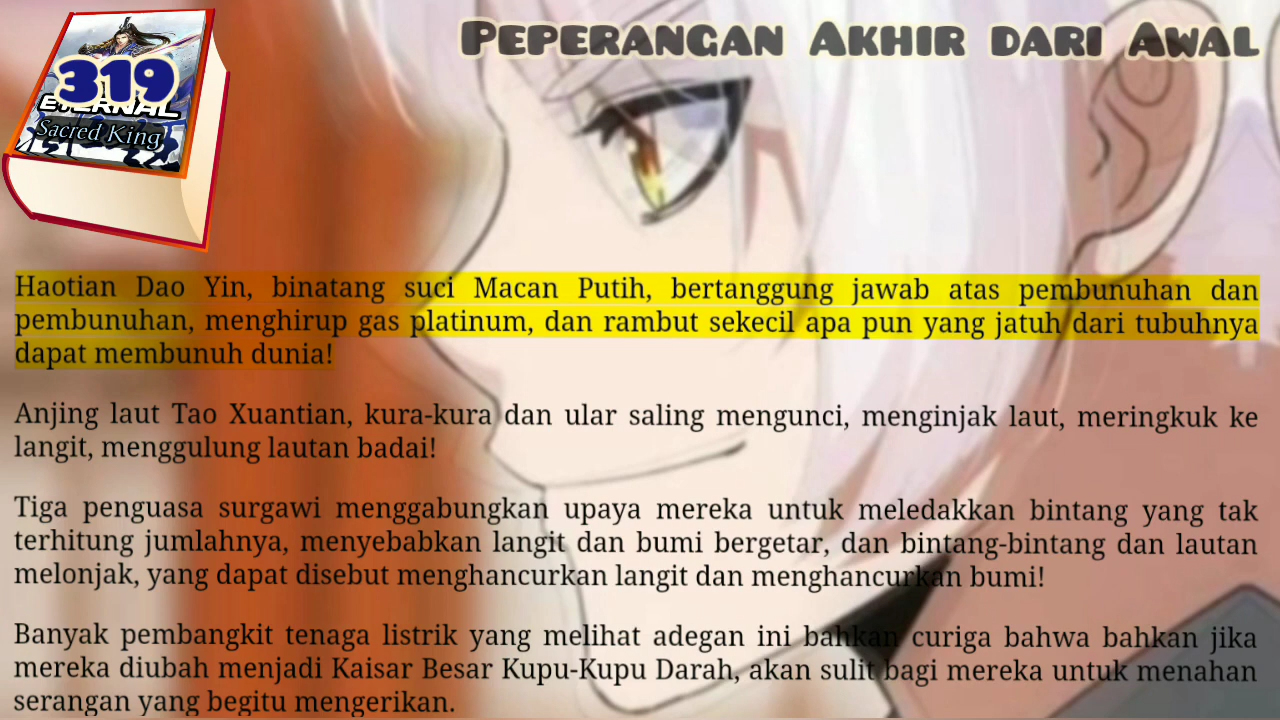 Peperangan Akhir dari Awal
319
ETERNAL
Sacred King
Haotian Dao Yin, binatang suci Macan Putih, bertanggung jawab atas pembunuhan dan
pembunuhan, menghirup gas platinum, dan rambut sekecil apa pun yang jatuh dari tubuhnya
dapat membunuh dunia!
Anjing laut Tao Xuantian, kura-kura dan ular saling mengunci, menginjak laut, meringkuk ke
langit, menggulung lautan badai!
Tiga penguasa surgawi menggabungkan upaya mereka untuk meledakkan bintang yang tak
terhitung jumlahnya, menyebabkan langit dan bumi bergetar, dan bintang-bintang dan lautan
melonjak, yang dapat disebut menghancurkan langit dan menghancurkan bumi!
Banyak pembangkit tenaga listrik yang melihat adegan ini bahkan curiga bahwa bahkan jika
mereka diubah menjadi Kaisar Besar Kupu-Kupu Darah, akan sulit bagi mereka untuk menahan
serangan yang begitu mengerikan.